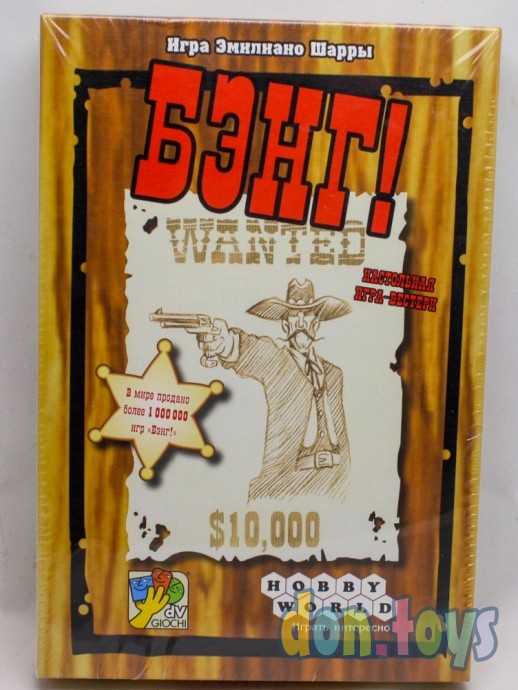 Игра Эмилиано Шарры
БЭНГ!
WANTED
НАСТОЛЬНАЯ
ИГРА-ВЕСТЕРН
В мире продано
более 1 000 000
игр «Бэнг!»
$10,000
dV
GIOCHI
HOBBY
WORLD
Играть интересно
don.toys